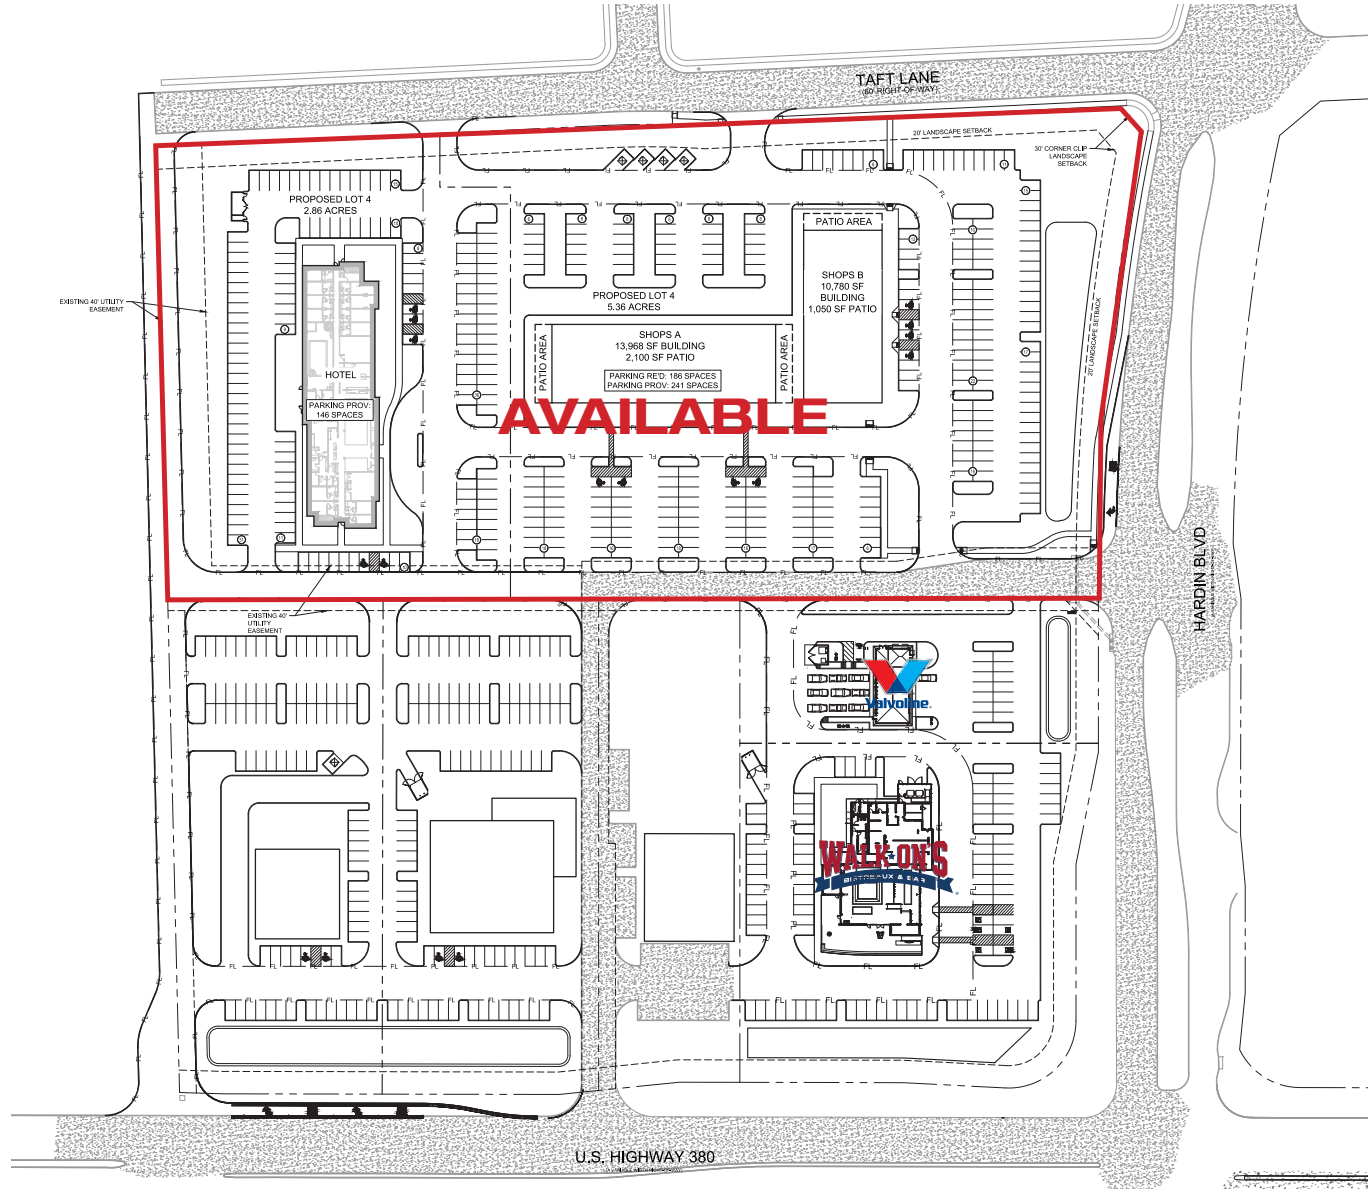 TAFT LANE
(60' RIGHT-OF-WAY)
20' LANDSCAPE SETBACK
30' CORNER CLIP
LANDSCAPE
SETBACK
PROPOSED LOT 4
2.86 ACRES
PATIO AREA
SHOPS B
10,780 SF
BUILDING
1,050 SF PATIO
EXISTING 40' UTILITY
EASEMENT
PROPOSED LOT 4
5.36 ACRES
20' LANDSCAPE SETBACK
PATIO AREA
SHOPS A
13,968 SF BUILDING
2,100 SF PATIO
PATIO AREA
HOTEL
PARKING RE'D: 186 SPACES
PARKING PROV: 241 SPACES
PARKING PROV:
146 SPACES
AVAILABLE
HARDIN BLVD
EXISTING 40'
UTILITY
EASEMENT
Valvoline
WALK-ON'S
U.S. HIGHWAY 380